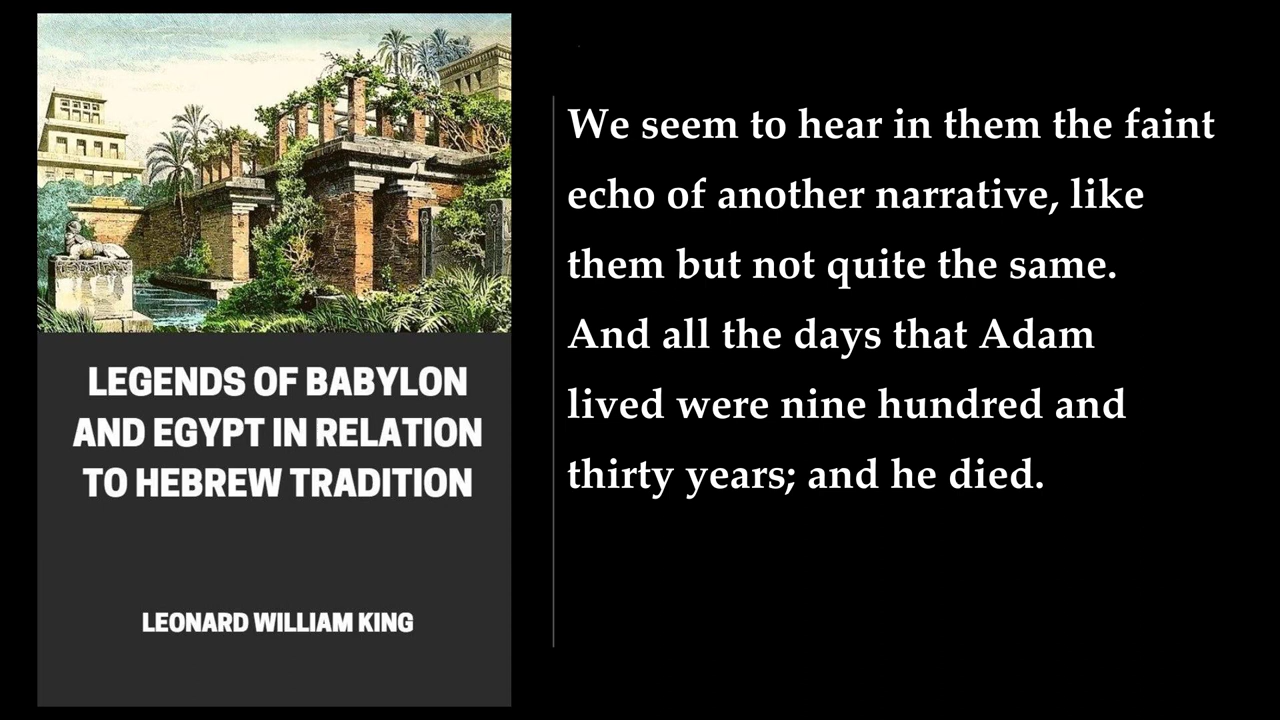 LEGENDS OF BABYLON
AND EGYPT IN RELATION
TO HEBREW TRADITION
LEONARD WILLIAM KING
We seem to hear in them the faint
echo of another narrative, like
them but not quite the same.
And all the days that Adam
lived were nine hundred and
thirty years; and he died.